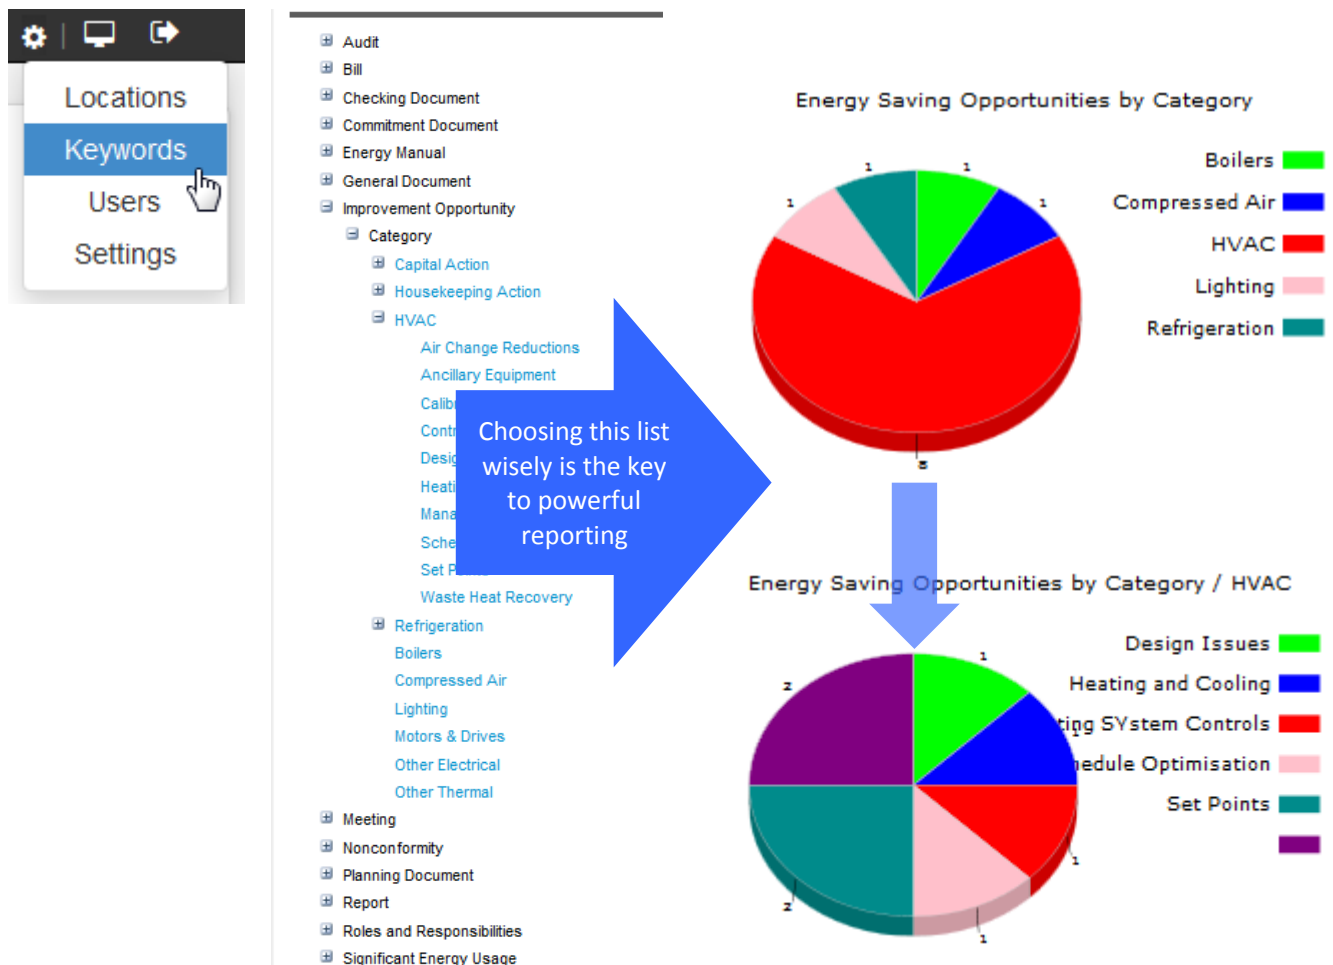 Locations
Keywords
Users
Settings
Audit
Bill
Checking Document
Commitment Document
Energy Manual
General Document
Improvement Opportunity
Category
Capital Action
Housekeeping Action
HVAC
Air Change Reductions
Ancillary Equipment
Waste Heat Recovery
Refrigeration
Boilers
Compressed Air
Lighting
Motors & Drives
Other Electrical
Other Thermal
Meeting
Nonconformity
Planning Document
Report
Roles and Responsibilities
Significant Energy Usage
Choosing this list
wisely is the key
to powerful
reporting
Energy Saving Opportunities by Category
1
1
1
1
Boilers
Compressed Air
HVAC
Lighting
Refrigeration
Energy Saving Opportunities by Category / HVAC
1
2
1
1
2
1
Design Issues
Heating and Cooling
SYstem Controls
Optimisation
Set Points